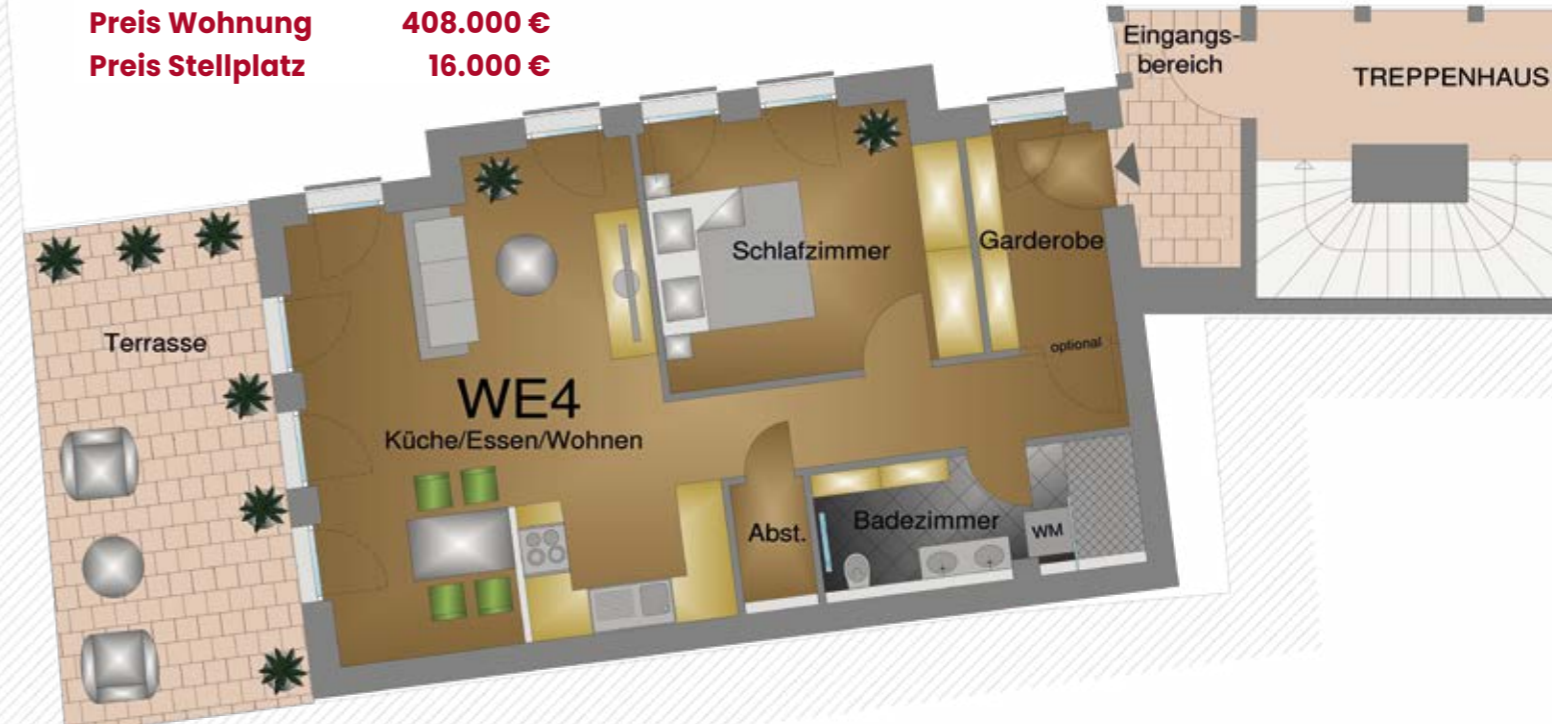 Preis Wohnung 408.000 €
Preis Stellplatz 16.000 €
Eingangs-
bereich
TREPPENHAUS
Schlafzimmer
Garderobe
Terrasse
optional
WE4
Küche/Essen/Wohnen
Abst.
Badezimmer
WM